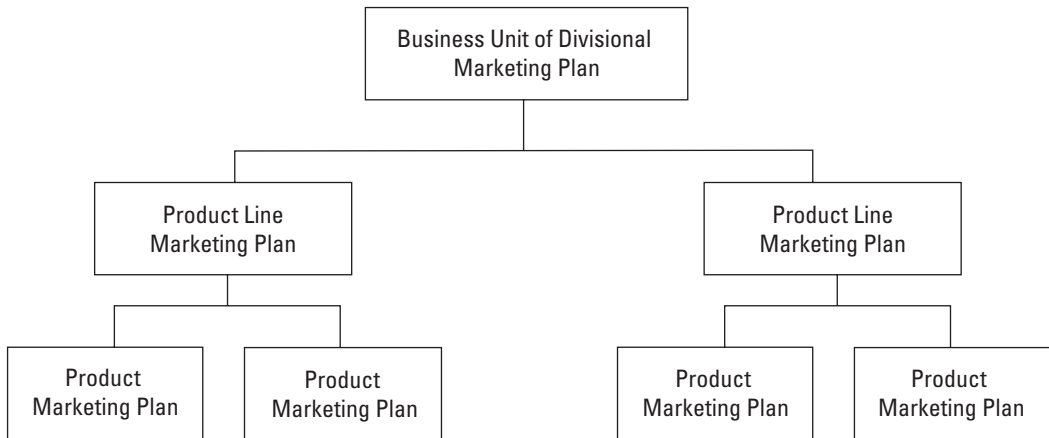 Business Unit of Divisional
Marketing Plan
Product Line
Marketing Plan
Product Line
Marketing Plan
Product
Marketing Plan
Product
Marketing Plan
Product
Marketing Plan
Product
Marketing Plan